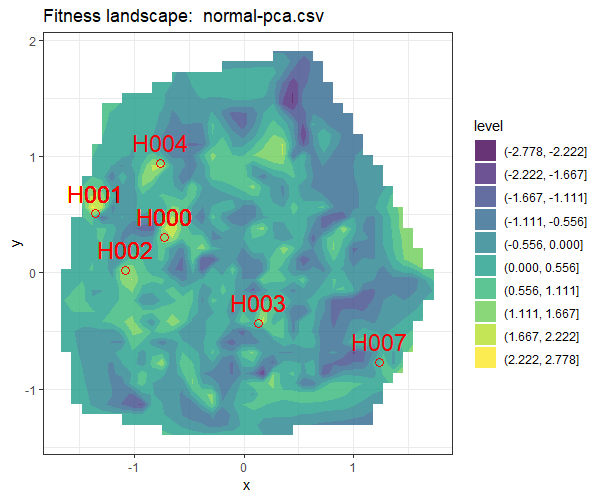 Fitness landscape:  normal-pca.csv
2
1
0
-1
y
H004
H001
H000
H002
H003
H007
-1
0
1
x
level
(-2.778, -2.222]
(-2.222, -1.667]
(-1.667, -1.111]
(-1.111, -0.556]
(-0.556, 0.000]
(0.000, 0.556]
(0.556, 1.111]
(1.111, 1.667]
(1.667, 2.222]
(2.222, 2.778]